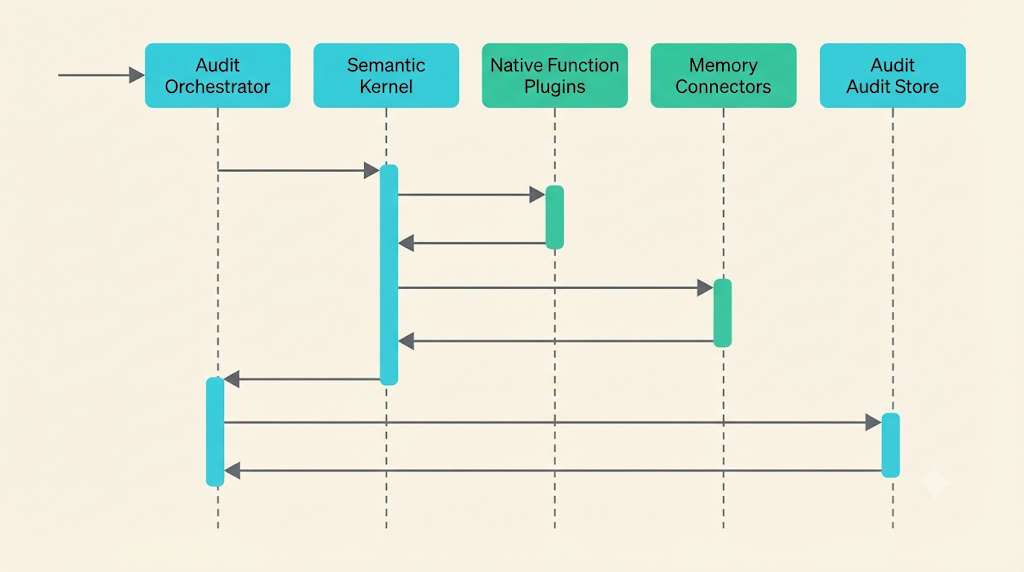 Audit
Orchestrator
Semantic
Kernel
Native Function
Plugins
Memory
Connectors
Audit
Audit Store